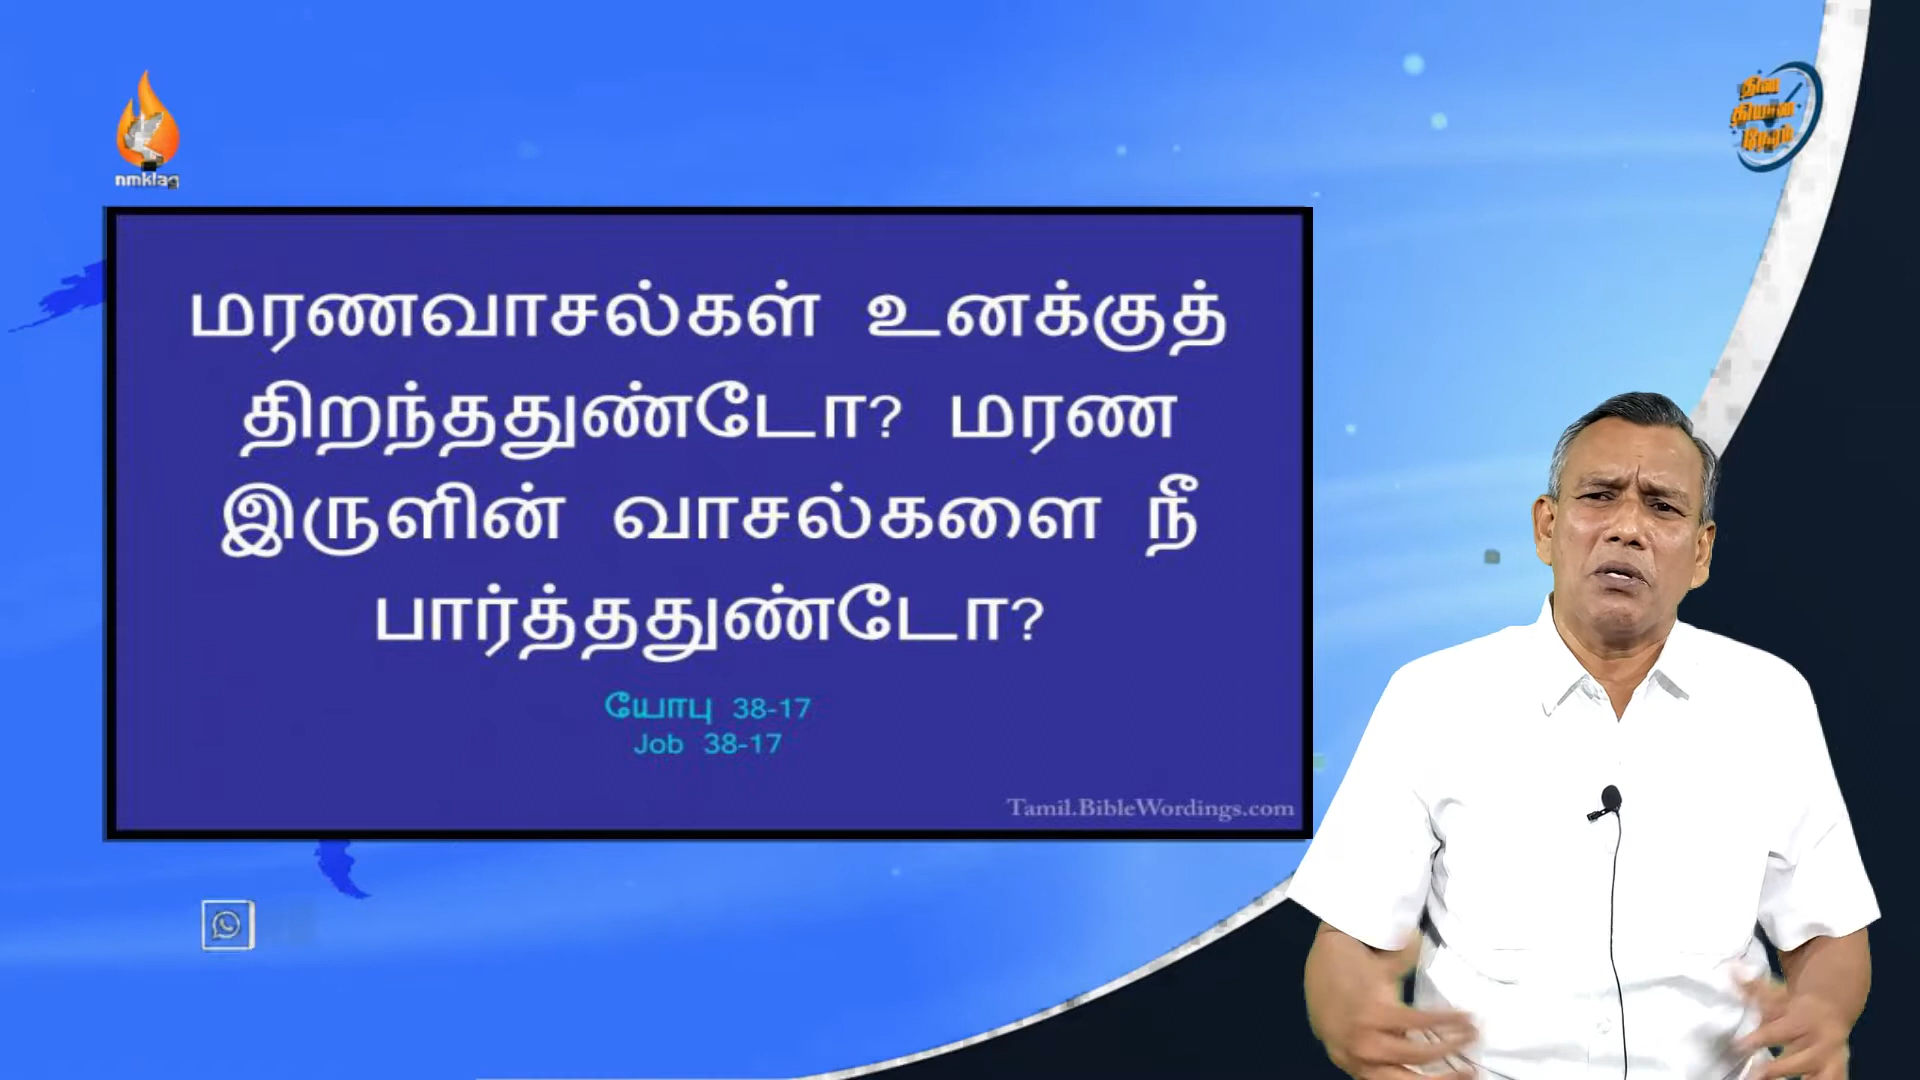 தின
தியான
நேரம்
nmklag
மரணவாசல்கள் உனக்குத்
திறந்ததுண்டோ? மரண
இருளின் வாசல்களை நீ
பார்த்ததுண்டோ?
யோபு 38-17
Job 38-17
Tamil.BibleWordings.com